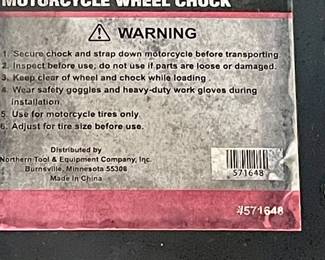 MOTORCYCLE WHEEL CHOCK
WARNING
1. Secure chock and strap down motorcycle before transporting
2. Inspect before use; do not use if parts are loose or damaged.
3. Keep clear of wheel and chock while loading
4. Wear safety goggles and heavy-duty work gloves during
installation.
5. Use for motorcycle tires only.
6. Adjust for tire size before use.
Distributed by
Northern Tool & Equipment Company, Inc.
Burnsville, Minnesota 55306
Made in China
571648
#571648